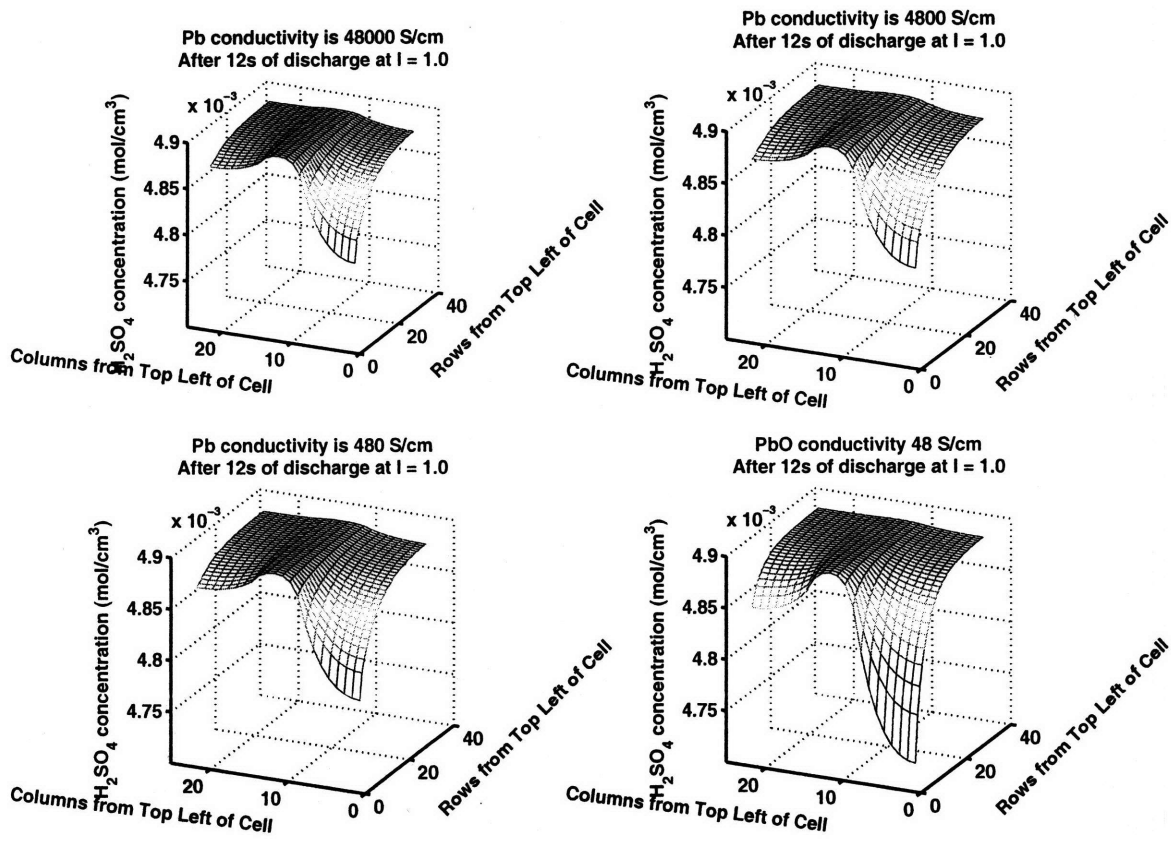 Pb conductivity is 48000 S/cm
After 12s of discharge at I = 1.0
x 10⁻³
H₂SO₄ concentration (mol/cm³)
4.9
4.85
4.8
4.75
20
10
0
0
20
40
Columns from Top Left of Cell
Rows from Top Left of Cell
Pb conductivity is 4800 S/cm
After 12s of discharge at I = 1.0
x 10⁻³
H₂SO₄ concentration (mol/cm³)
4.9
4.85
4.8
4.75
20
10
0
0
20
40
Columns from Top Left of Cell
Rows from Top Left of Cell
Pb conductivity is 480 S/cm
After 12s of discharge at I = 1.0
x 10⁻³
H₂SO₄ concentration (mol/cm³)
4.9
4.85
4.8
4.75
20
10
0
0
20
40
Columns from Top Left of Cell
Rows from Top Left of Cell
PbO conductivity 48 S/cm
After 12s of discharge at I = 1.0
x 10⁻³
H₂SO₄ concentration (mol/cm³)
4.9
4.85
4.8
4.75
20
10
0
0
20
40
Columns from Top Left of Cell
Rows from Top Left of Cell